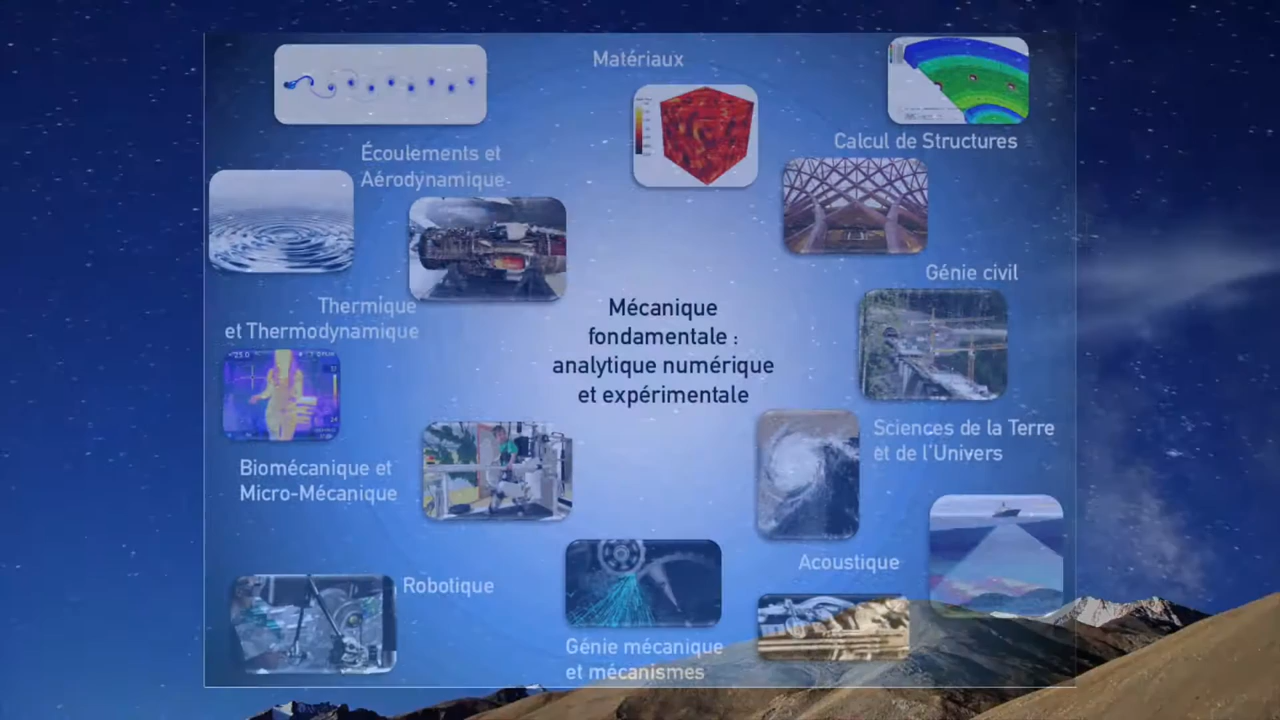 Matériaux
Calcul de Structures
Écoulements et
Aérodynamique
Génie civil
Thermique
et Thermodynamique
Mécanique
fondamentale :
analytique numérique
et expérimentale
Sciences de la Terre
et de l'Univers
Biomécanique et
Micro-Mécanique
Acoustique
Robotique
Génie mécanique
et mécanismes